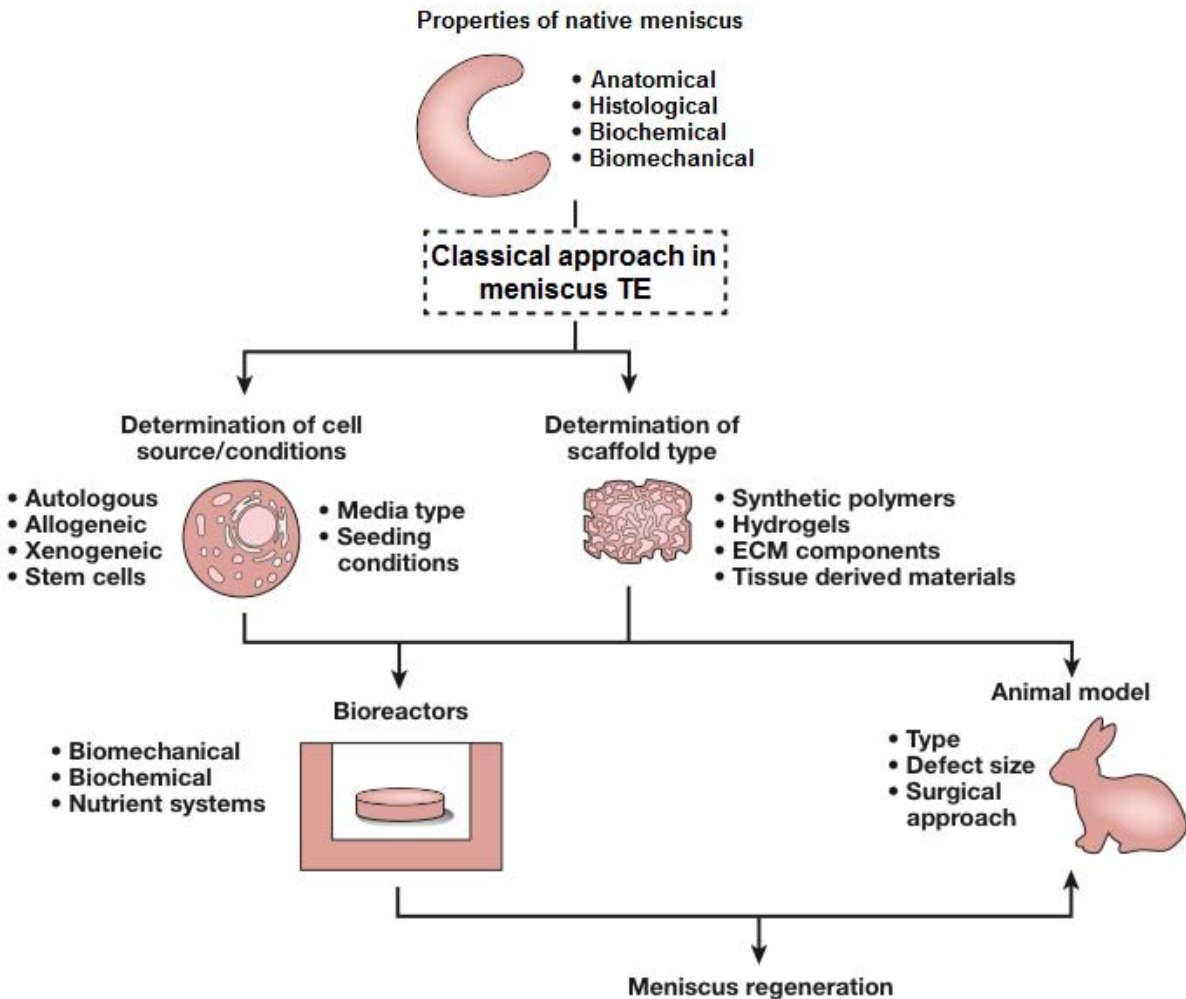 Properties of native meniscus
• Anatomical
• Histological
• Biochemical
• Biomechanical
Classical approach in
meniscus TE
Determination of cell
source/conditions
• Autologous
• Allogeneic
• Xenogeneic
• Stem cells
• Media type
• Seeding
conditions
Determination of
scaffold type
• Synthetic polymers
• Hydrogels
• ECM components
• Tissue derived materials
Bioreactors
• Biomechanical
• Biochemical
• Nutrient systems
Animal model
• Type
• Defect size
• Surgical
approach
Meniscus regeneration